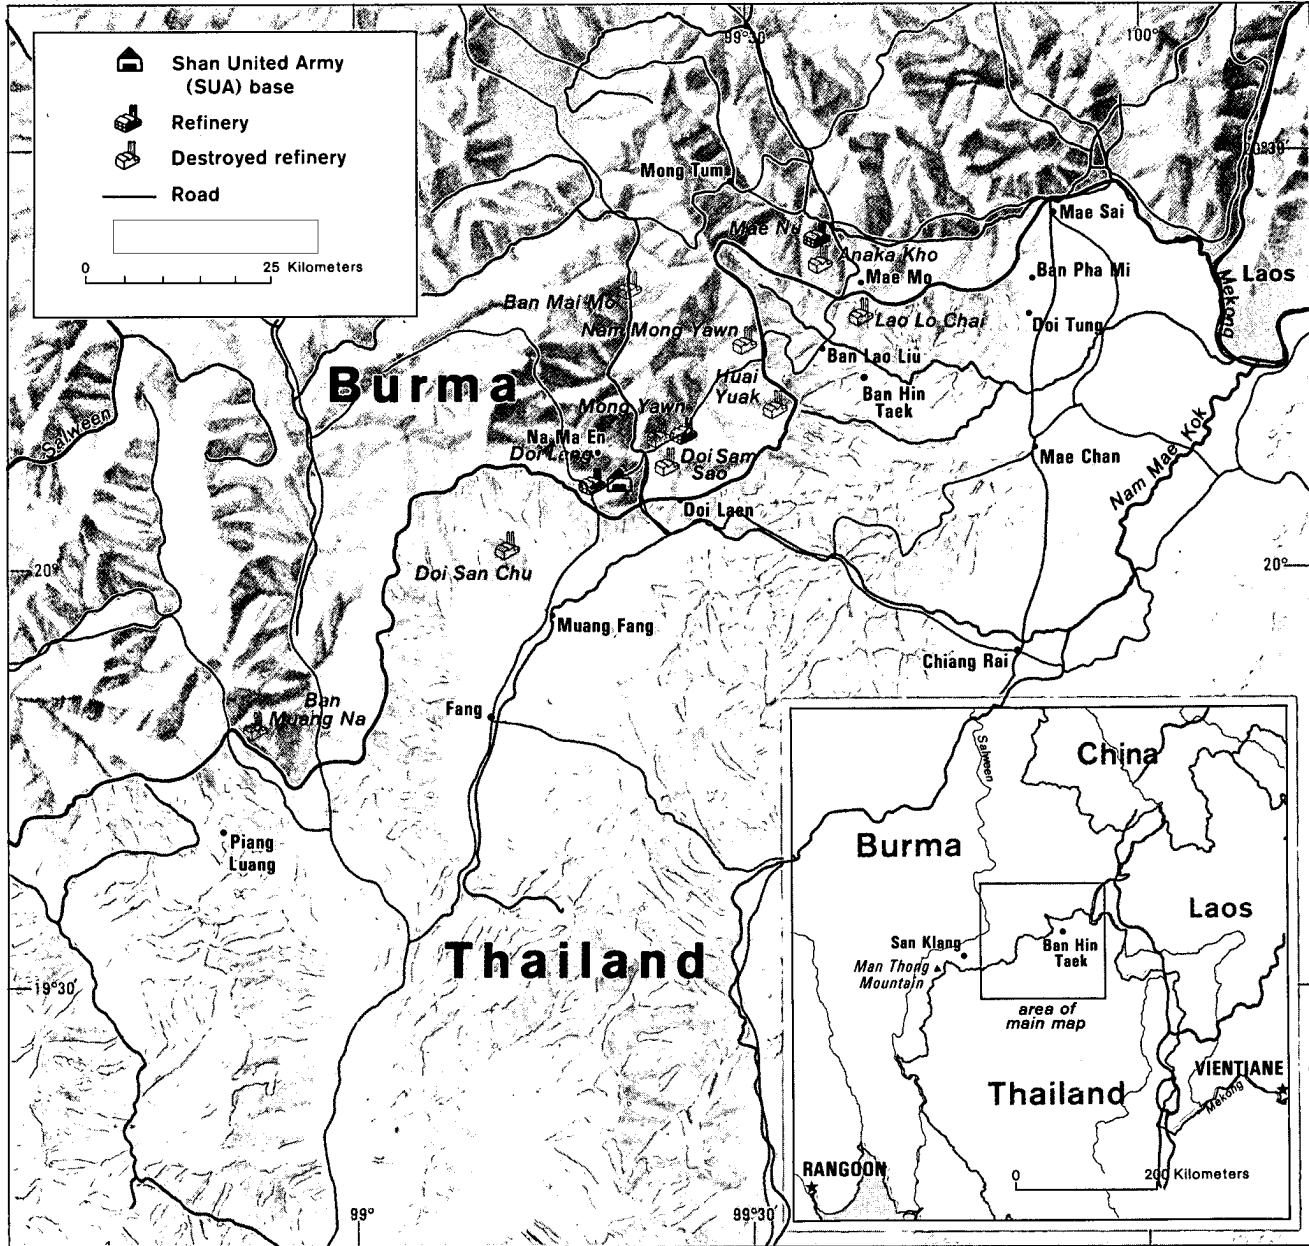 Shan United Army
(SUA) base
Refinery
Destroyed refinery
Road
0 25 Kilometers
99°30'
100°
20°30'
Mong Tum
Mae Nu
Mae Sai
Anaka Kho
Mae Mo
Ban Pha Mi
Laos
Mekong
Ban Mai Mo
Nam Mong Yawn
Lao Lo Chai
Doi Tung
Ban Lao Liu
Burma
Huai
Yuak
Ban Hin
Taek
Salween
Mong Yawn
Na Ma En
Doi Lang
Doi Sam
Sao
Mae Chan
Nam Mae Kok
Doi Laen
20°
Doi San Chu
20°
Muang Fang
Chiang Rai
Ban
Muang Na
Fang
Piang
Luang
Thailand
19°30'
99°
99°30'
Salween
China
Burma
Laos
San Klang
Ban Hin
Taek
Man Thong
Mountain
area of
main map
Thailand
VIENTIANE
Mekong
RANGOON
0 200 Kilometers